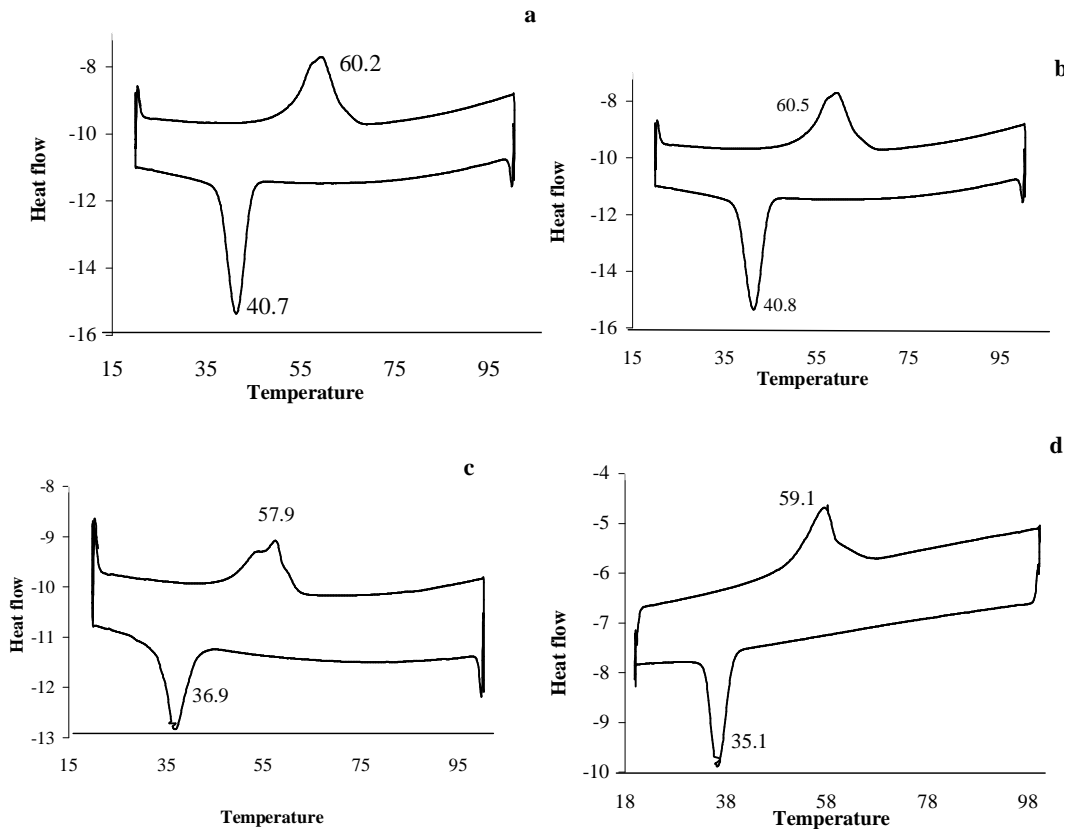 a
-8
-10
-12
-14
-16
Heat flow
60.2
40.7
15 35 55 75 95
Temperature
b
-8
-10
-12
-14
-16
Heat flow
60.5
40.8
15 35 55 75 95
Temperature
c
-8
-9
-10
-11
-12
-13
Heat flow
57.9
36.9
15 35 55 75 95
Temperature
d
-4
-5
-6
-7
-8
-9
-10
Heat flow
59.1
35.1
18 38 58 78 98
Temperature